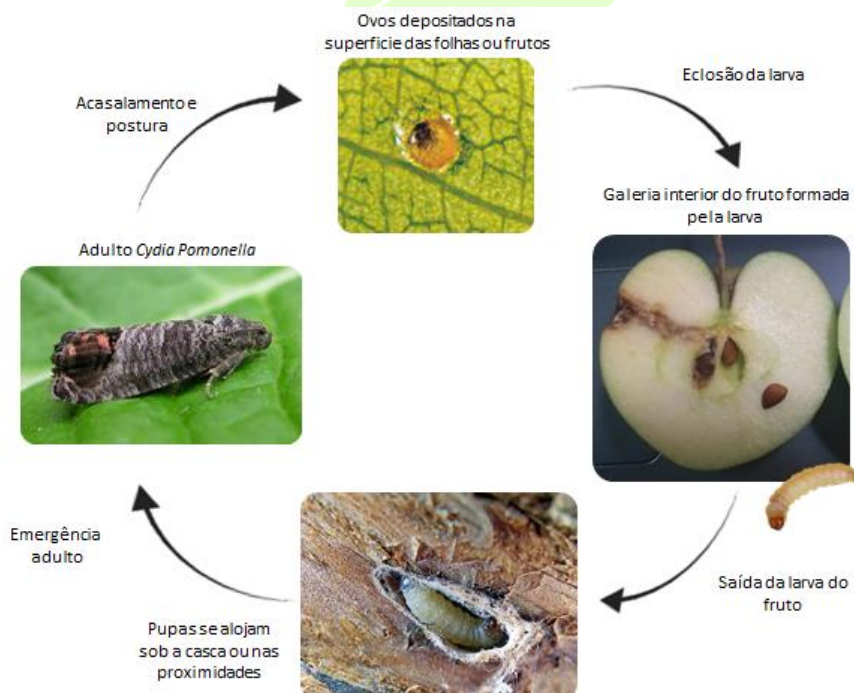 Ovos depositados na
superficie das folhas ou frutos
Eclosão da larva
Acasalamento e
postura
Galeria interior do fruto formada
pela larva
Adulto Cydia Pomonella
Emergência
adulto
Saída da larva do
fruto
Pupas se alojam
sob a casca ou nas
proximidades